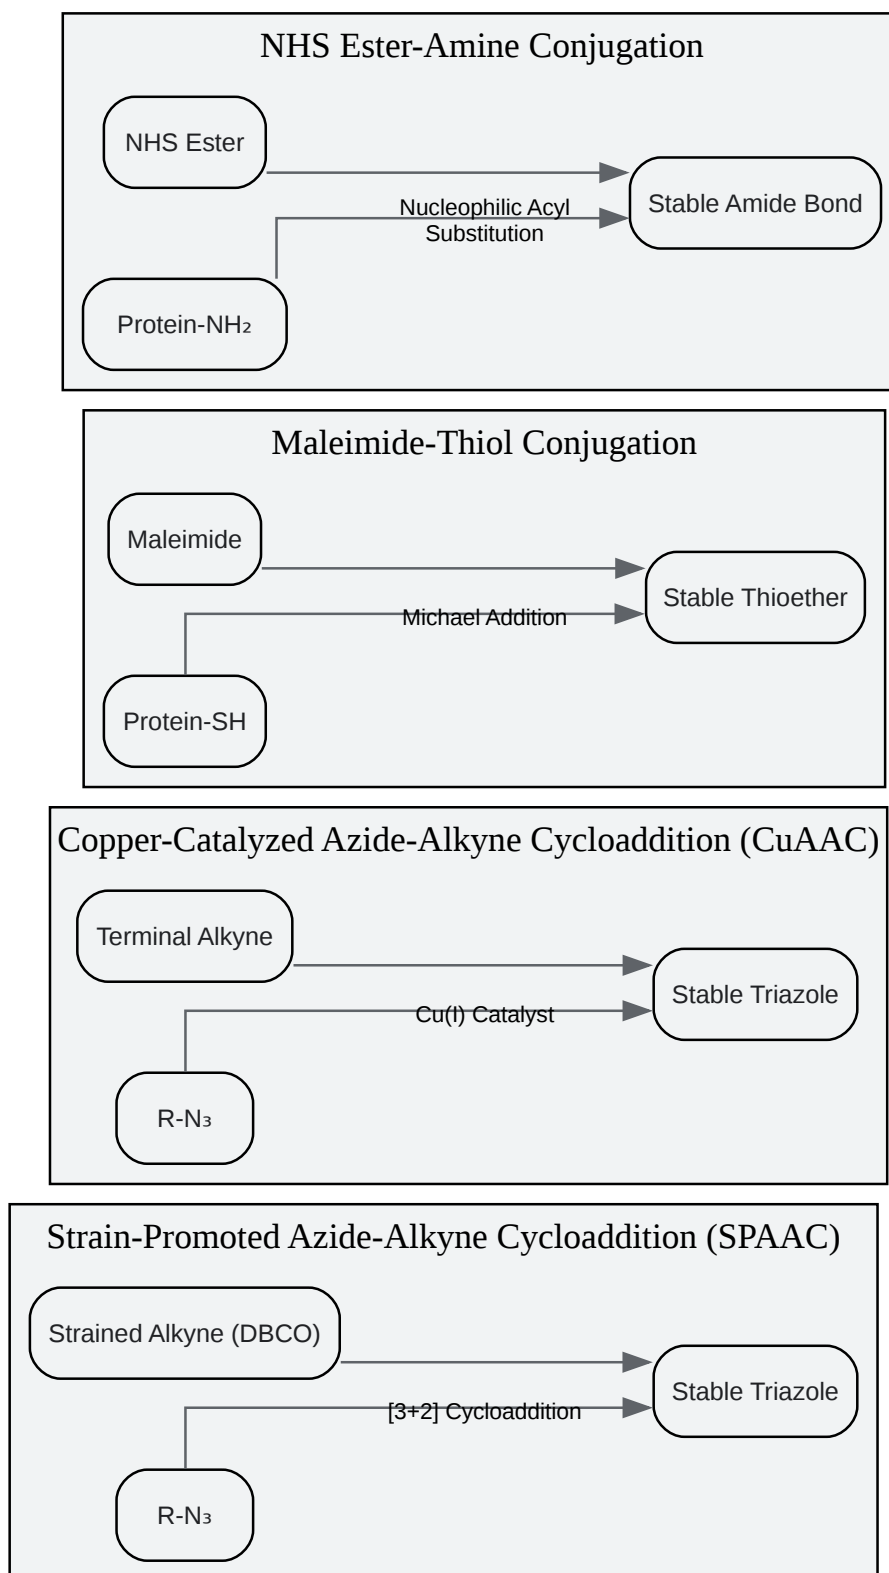 NHS Ester-Amine Conjugation
NHS Ester
Stable Amide Bond
Nucleophilic Acyl
Substitution
Protein-NH₂
Maleimide-Thiol Conjugation
Maleimide
Stable Thioether
Michael Addition
Protein-SH
Copper-Catalyzed Azide-Alkyne Cycloaddition (CuAAC)
Terminal Alkyne
Stable Triazole
Cu(I) Catalyst
R-N₃
Strain-Promoted Azide-Alkyne Cycloaddition (SPAAC)
Strained Alkyne (DBCO)
Stable Triazole
[3+2] Cycloaddition
R-N₃